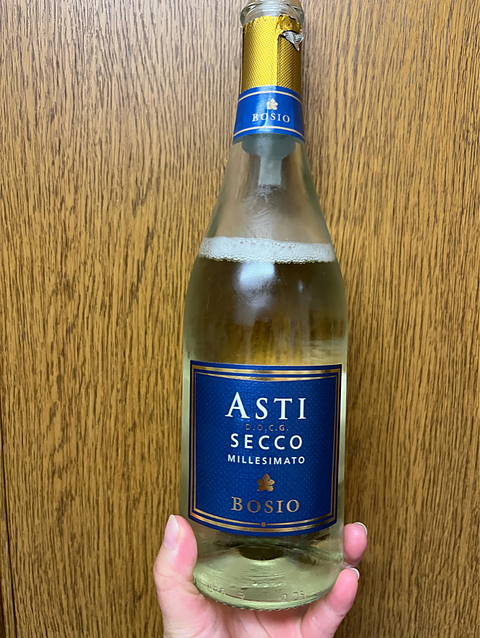 BOSIO
ASTI
D.O.C.G.
SECCO
MILLESIMATO
BOSIO